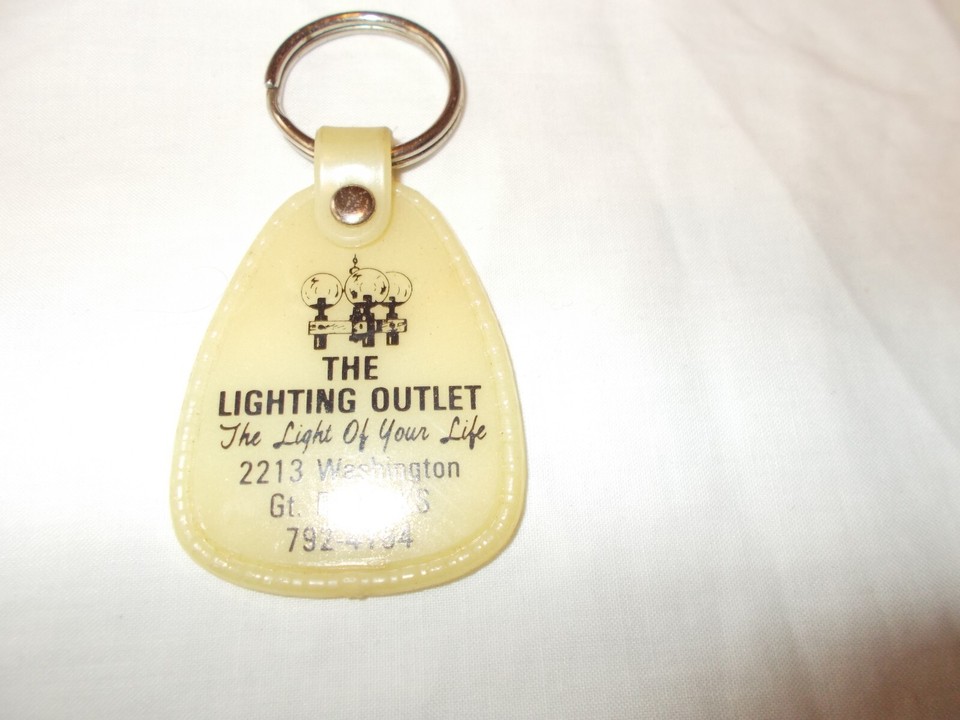 THE
LIGHTING OUTLET
The Light Of Your Life
2213 Washington
Gt.